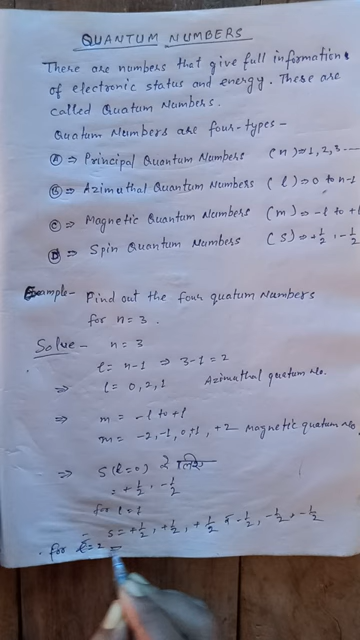 QUANTUM NUMBERS
There are numbers that give full information
of electronic status and energy. These are
called Quatum Numbers.
Quatum Numbers are four-types -
Ⓐ ⇒ Principal Quantum Numbers (n)⇒1, 2, 3 ---
Ⓑ ⇒ Azimuthal Quantum Numbers (l)⇒0 to n-1
Ⓒ ⇒ Magnetic Quantum Numbers (m)⇒ -l to +l
Ⓓ ⇒ Spin Quantum Numbers (S)⇒ +1/2, -1/2
Example- Find out the four quatum Numbers
for n=3.
Solve - n=3
l= n-1 ⇒ 3-1=2
⇒ l= 0, 2, 1 Azimuthal quetum No.
⇒ m= -l to +l
m= -2, -1, 0, +1, +2 Magnetic quatum No.
⇒ S(l=0) के लिए
= +1/2, -1/2
for l=1
S= +1/2, +1/2, +1/2 -1/2, -1/2, -1/2
for l=2 ⇒